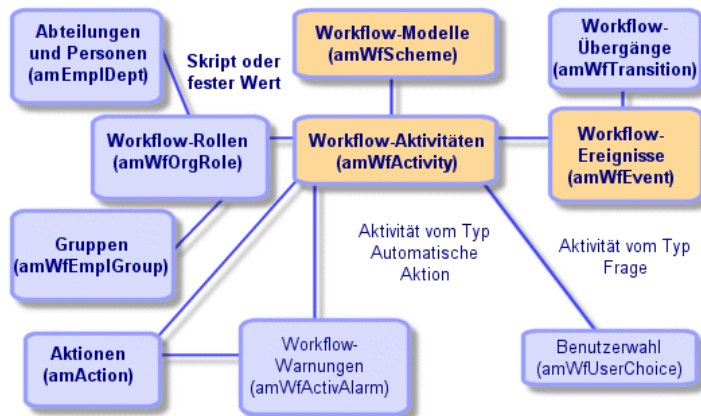 Abteilungen
und Personen
(amEmplDept)
Skript oder
fester Wert
Workflow-Modelle
(amWfScheme)
Workflow-
Übergänge
(amWfTransition)
Workflow-Rollen
(amWfOrgRole)
Workflow-Aktivitäten
(amWfActivity)
Workflow-
Ereignisse
(amWfEvent)
Gruppen
(amWfEmplGroup)
Aktivität vom Typ
Automatische
Aktion
Aktivität vom Typ
Frage
Aktionen
(amAction)
Workflow-
Warnungen
(amWfActivAlarm)
Benutzerwahl
(amWfUserChoice)